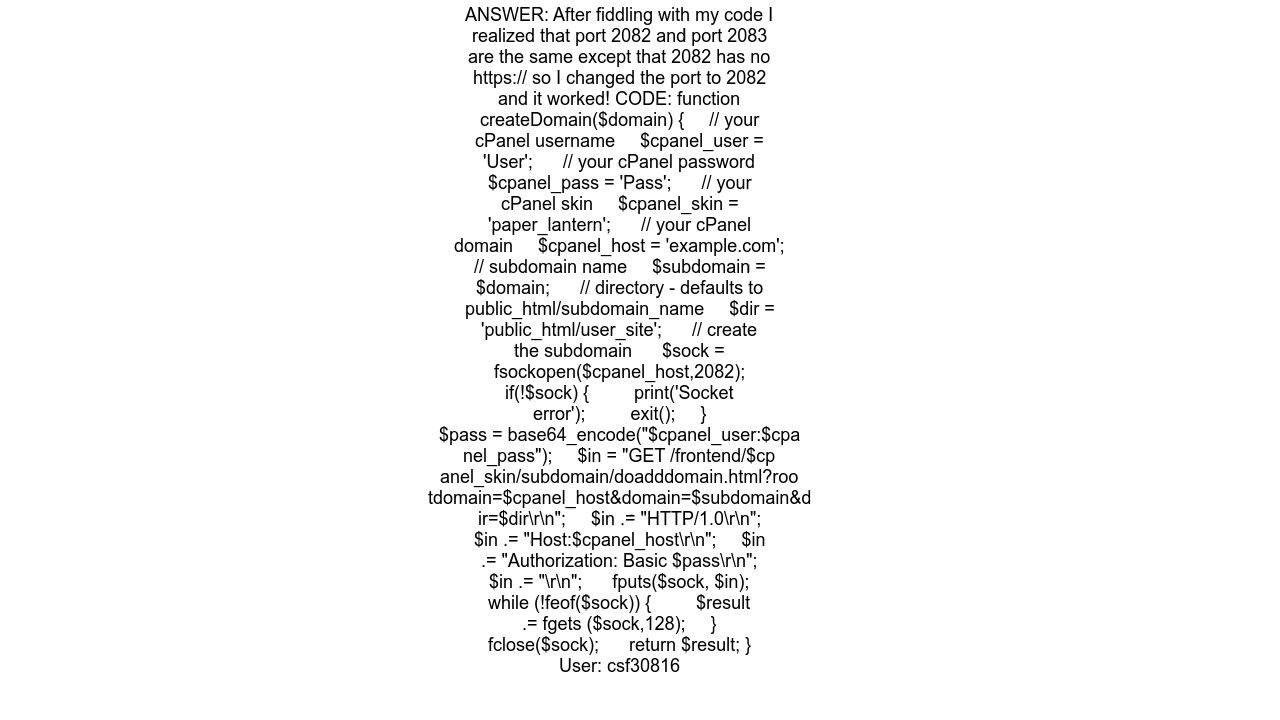 ANSWER: After fiddling with my code I
realized that port 2082 and port 2083
are the same except that 2082 has no
https:// so I changed the port to 2082
and it worked! CODE: function
createDomain($domain) {     // your
cPanel username     $cpanel_user =
'User';      // your cPanel password
$cpanel_pass = 'Pass';      // your
cPanel skin     $cpanel_skin =
'paper_lantern';      // your cPanel
domain     $cpanel_host = 'example.com';
// subdomain name     $subdomain =
$domain;      // directory - defaults to
public_html/subdomain_name     $dir =
'public_html/user_site';      // create
the subdomain      $sock =
fsockopen($cpanel_host,2082);
if(!$sock) {         print('Socket
error');         exit();     }
$pass = base64_encode("$cpanel_user:$cpa
nel_pass");     $in = "GET /frontend/$cp
anel_skin/subdomain/doadddomain.html?roo
tdomain=$cpanel_host&domain=$subdomain&d
ir=$dir\r\n";     $in .= "HTTP/1.0\r\n";
$in .= "Host:$cpanel_host\r\n";     $in
.= "Authorization: Basic $pass\r\n";
$in .= "\r\n";      fputs($sock, $in);
while (!feof($sock)) {         $result
.= fgets ($sock,128);     }
fclose($sock);      return $result; }
User: csf30816